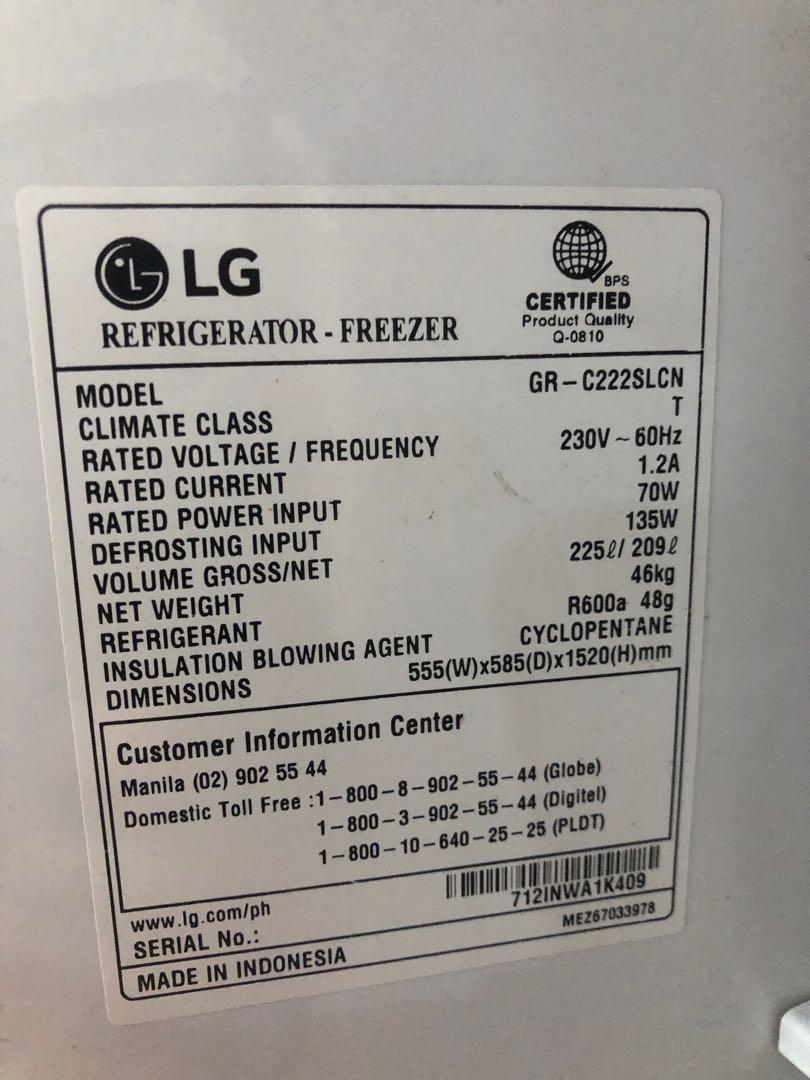 LG
REFRIGERATOR - FREEZER
BPS
CERTIFIED
Product Quality
Q-0810
MODEL GR-C222SLCN
CLIMATE CLASS T
RATED VOLTAGE / FREQUENCY 230V ~ 60Hz
RATED CURRENT 1.2A
RATED POWER INPUT 70W
DEFROSTING INPUT 135W
VOLUME GROSS/NET 225ℓ/ 209ℓ
NET WEIGHT 46kg
REFRIGERANT R600a 48g
INSULATION BLOWING AGENT CYCLOPENTANE
DIMENSIONS 555(W)x585(D)x1520(H)mm
Customer Information Center
Manila (02) 902 55 44
Domestic Toll Free :1-800-8-902-55-44 (Globe)
1-800-3-902-55-44 (Digitel)
1-800-10-640-25-25 (PLDT)
www.lg.com/ph
SERIAL No.: 712INWA1K409
MADE IN INDONESIA MEZ67033978